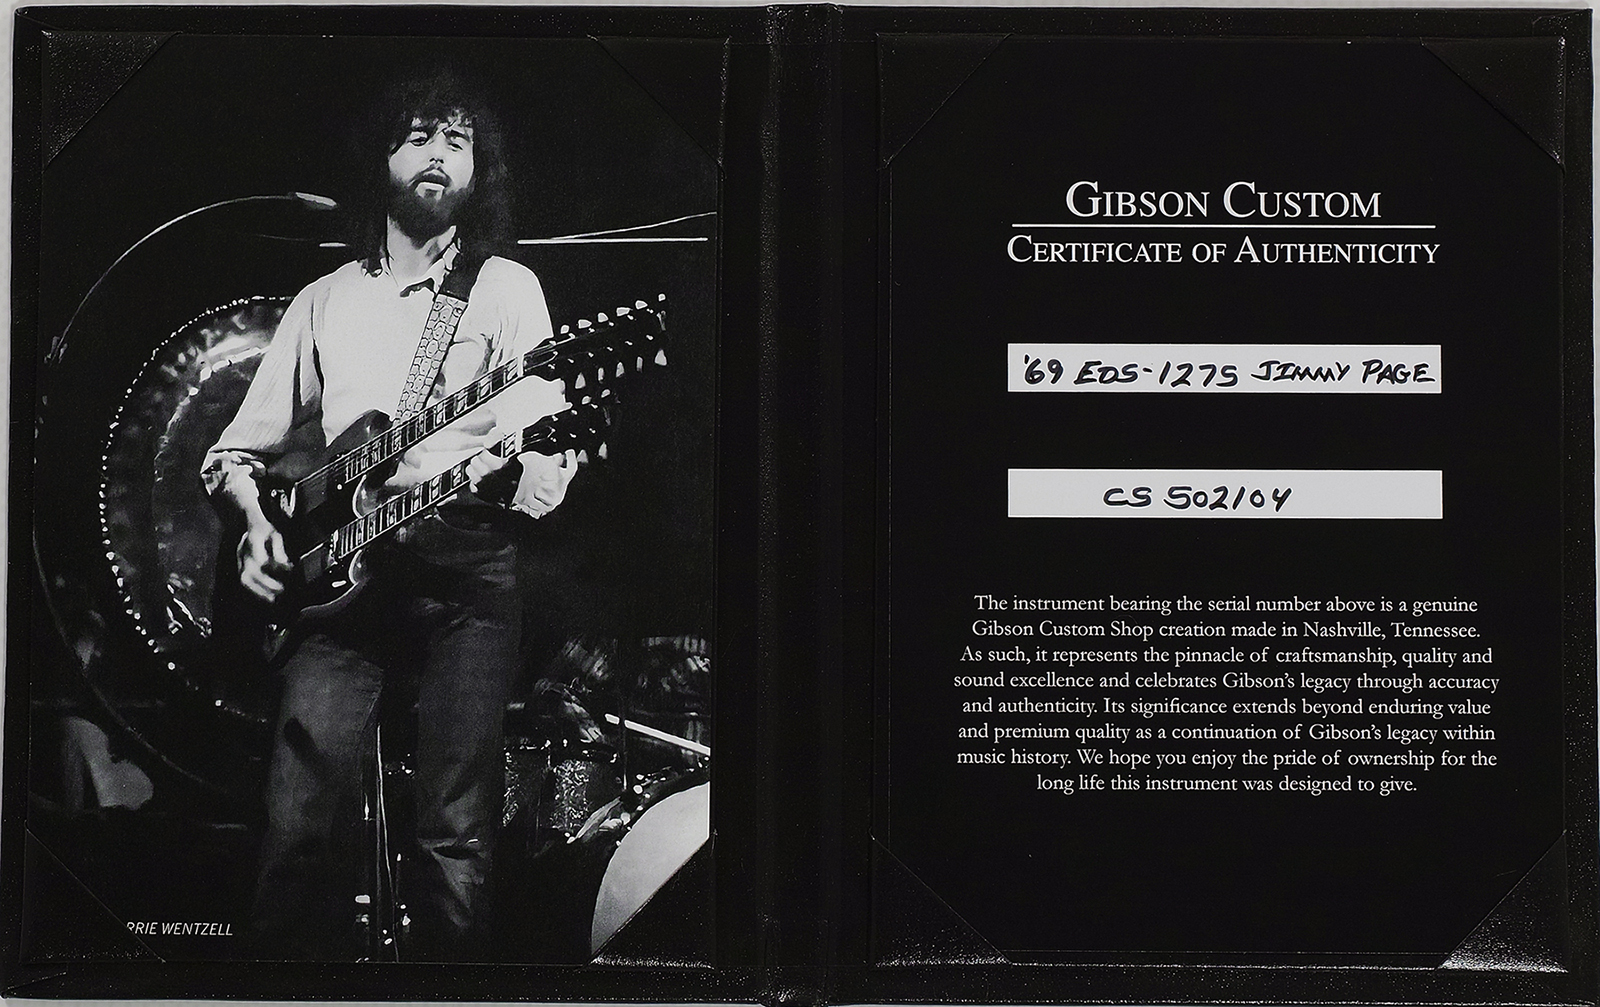 RRIE WENTZELL
GIBSON CUSTOM
CERTIFICATE OF AUTHENTICITY
'69 EDS-1275 JIMMY PAGE
CS 502104
The instrument bearing the serial number above is a genuine
Gibson Custom Shop creation made in Nashville, Tennessee.
As such, it represents the pinnacle of craftsmanship, quality and
sound excellence and celebrates Gibson's legacy through accuracy
and authenticity. Its significance extends beyond enduring value
and premium quality as a continuation of Gibson's legacy within
music history. We hope you enjoy the pride of ownership for the
long life this instrument was designed to give.